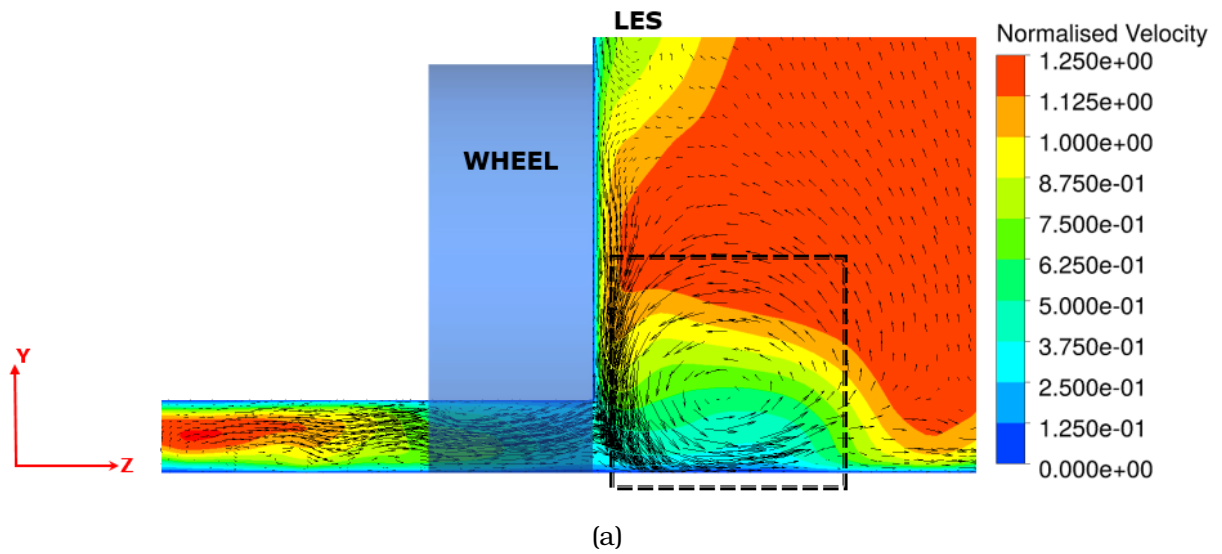 LES
Normalised Velocity
1.250e+00
1.125e+00
1.000e+00
8.750e-01
7.500e-01
6.250e-01
5.000e-01
3.750e-01
2.500e-01
1.250e-01
0.000e+00
WHEEL
Y
Z
(a)